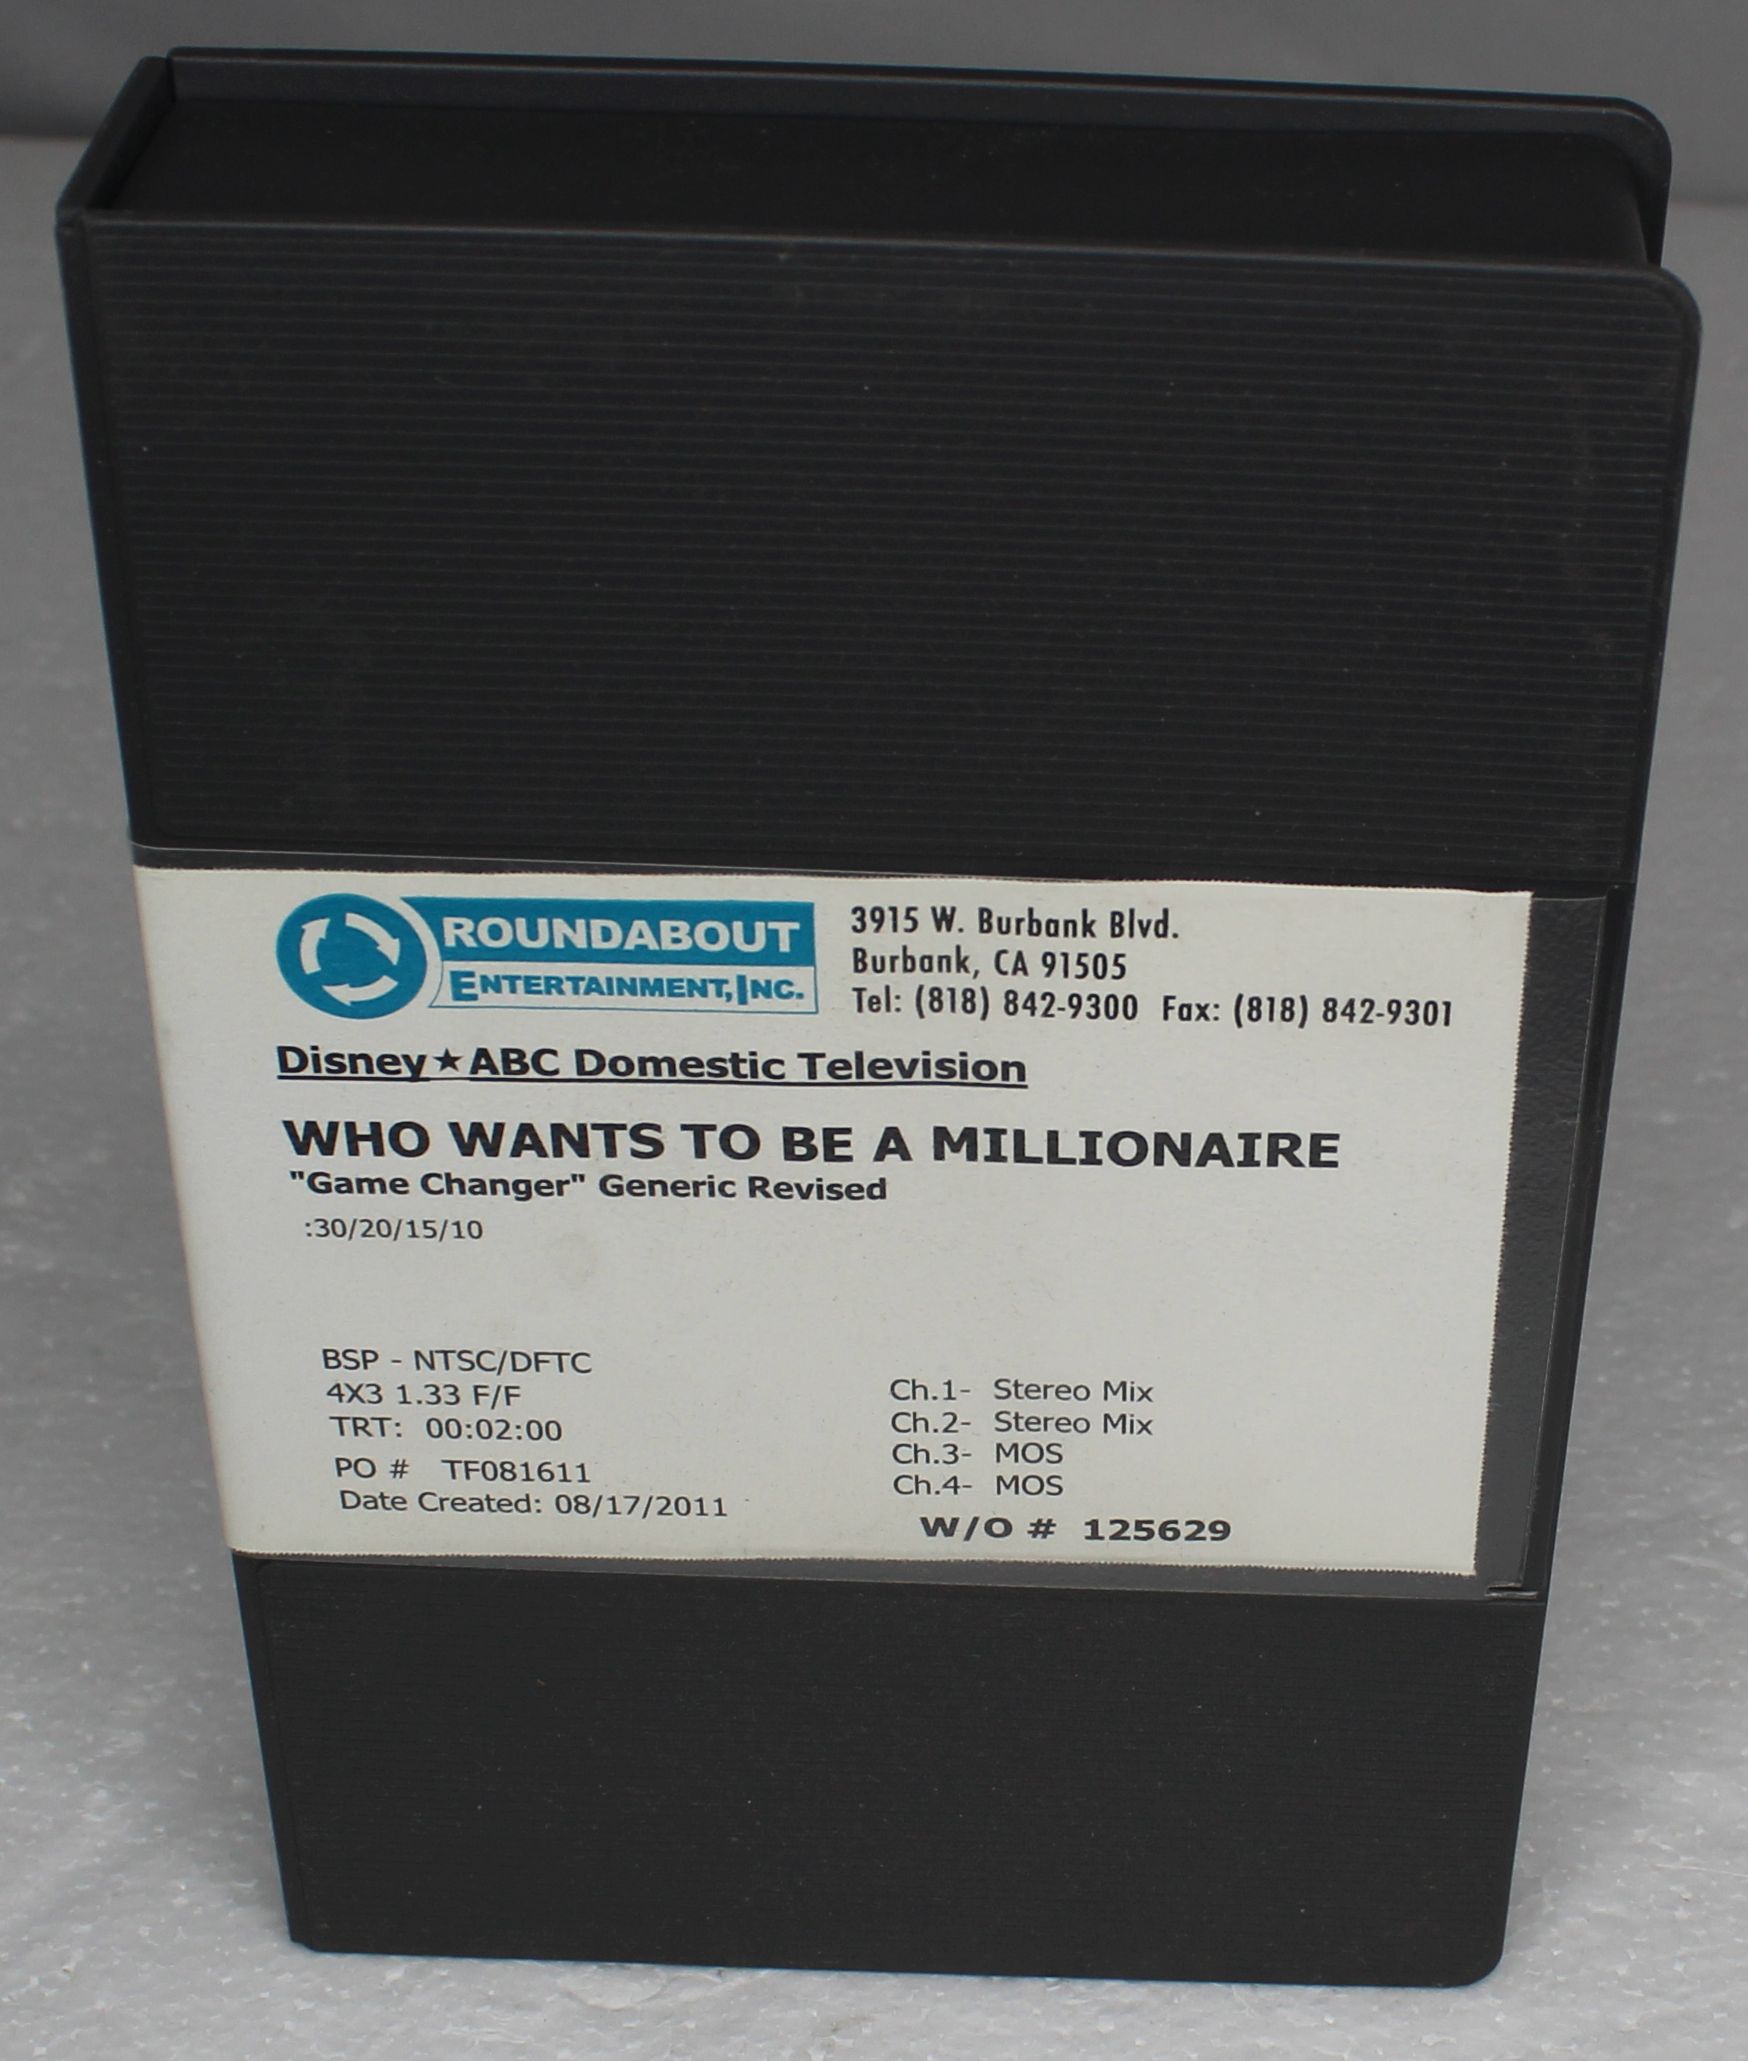 ROUNDABOUT
ENTERTAINMENT, INC.
3915 W. Burbank Blvd.
Burbank, CA 91505
Tel: (818) 842-9300 Fax: (818) 842-9301
Disney★ABC Domestic Television
WHO WANTS TO BE A MILLIONAIRE
"Game Changer" Generic Revised
:30/20/15/10
BSP - NTSC/DFTC
4X3 1.33 F/F
TRT: 00:02:00
PO # TF081611
Date Created: 08/17/2011
Ch.1- Stereo Mix
Ch.2- Stereo Mix
Ch.3- MOS
Ch.4- MOS
W/O # 125629